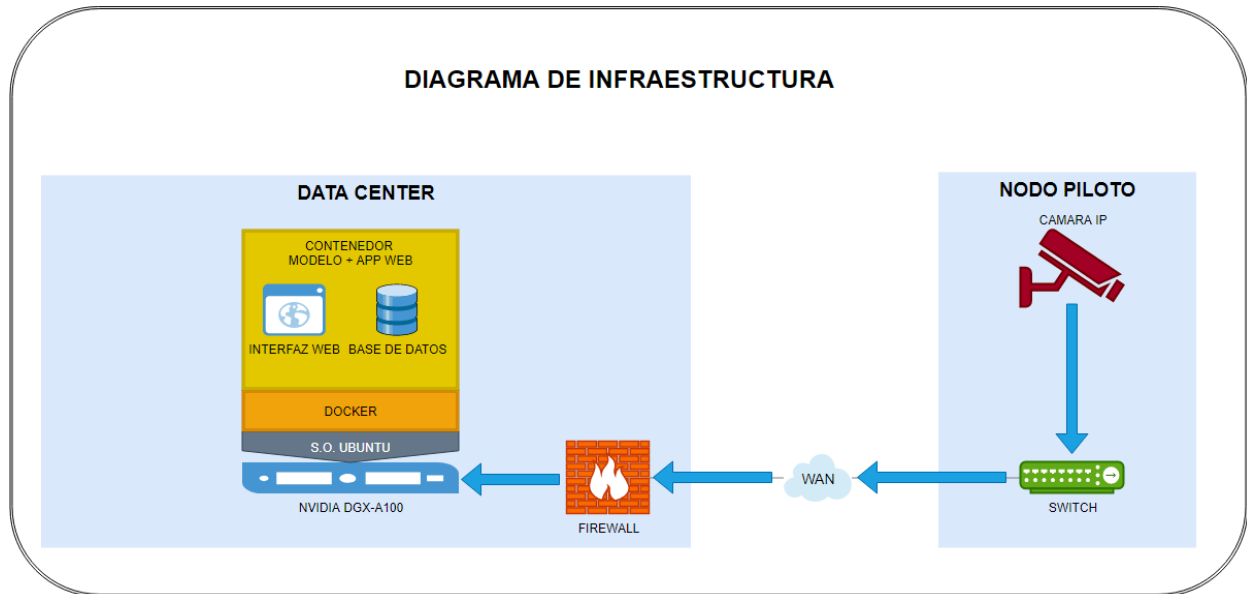 DIAGRAMA DE INFRAESTRUCTURA
DATA CENTER
CONTENEDOR
MODELO + APP WEB
INTERFAZ WEB
BASE DE DATOS
DOCKER
S.O. UBUNTU
NVIDIA DGX-A100
FIREWALL
WAN
NODO PILOTO
CAMARA IP
SWITCH